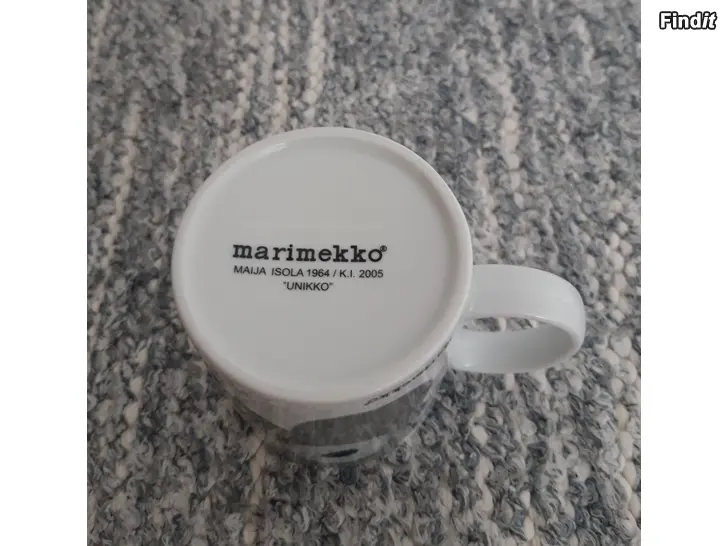 Findit
marimekko®
MAIJA ISOLA 1964 / K.I. 2005
"UNIKKO"